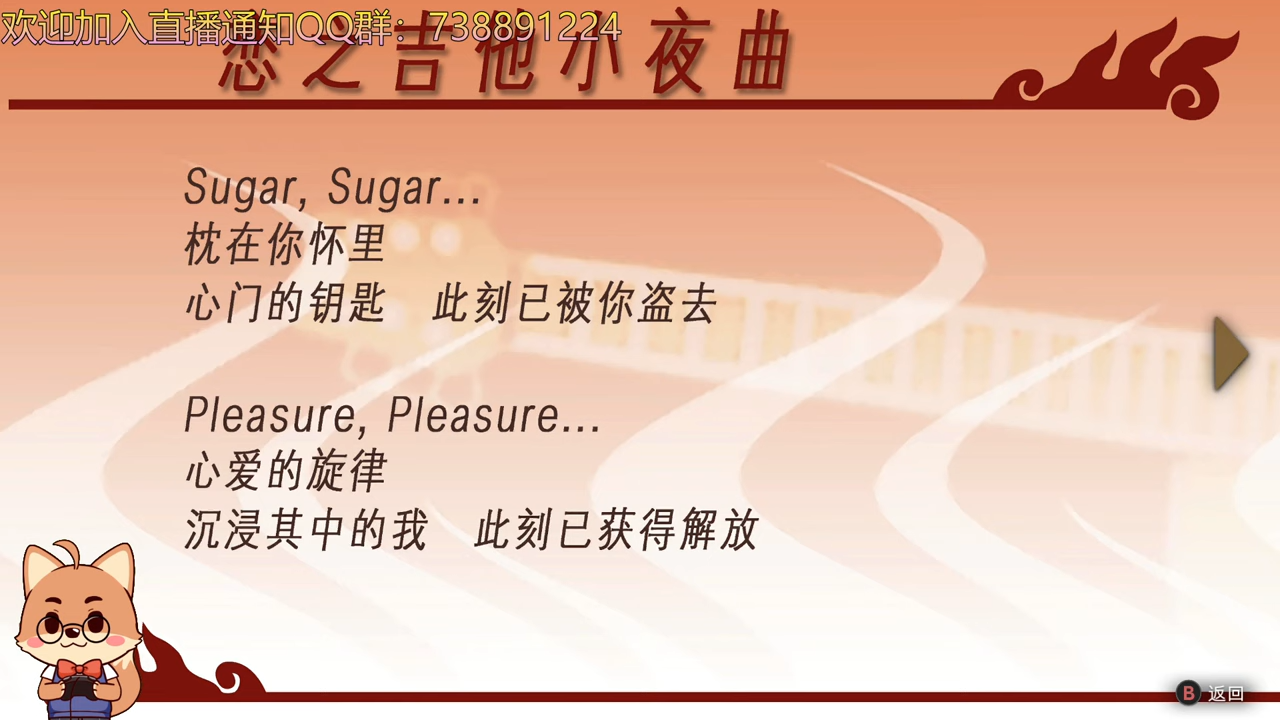 欢迎加入直播通知QQ群：738891224
恋之吉他小夜曲
Sugar, Sugar...
枕在你怀里
心门的钥匙　此刻已被你盗去
Pleasure, Pleasure...
心爱的旋律
沉浸其中的我　此刻已获得解放
B 返回